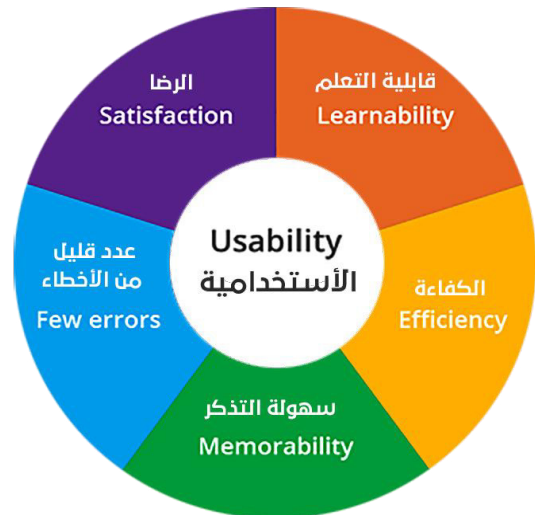 الرضا
Satisfaction
قابلية التعلم
Learnability
Usability
الأستخدامية
عدد قليل
من الأخطاء
Few errors
الكفاءة
Efficiency
سهولة التذكر
Memorability